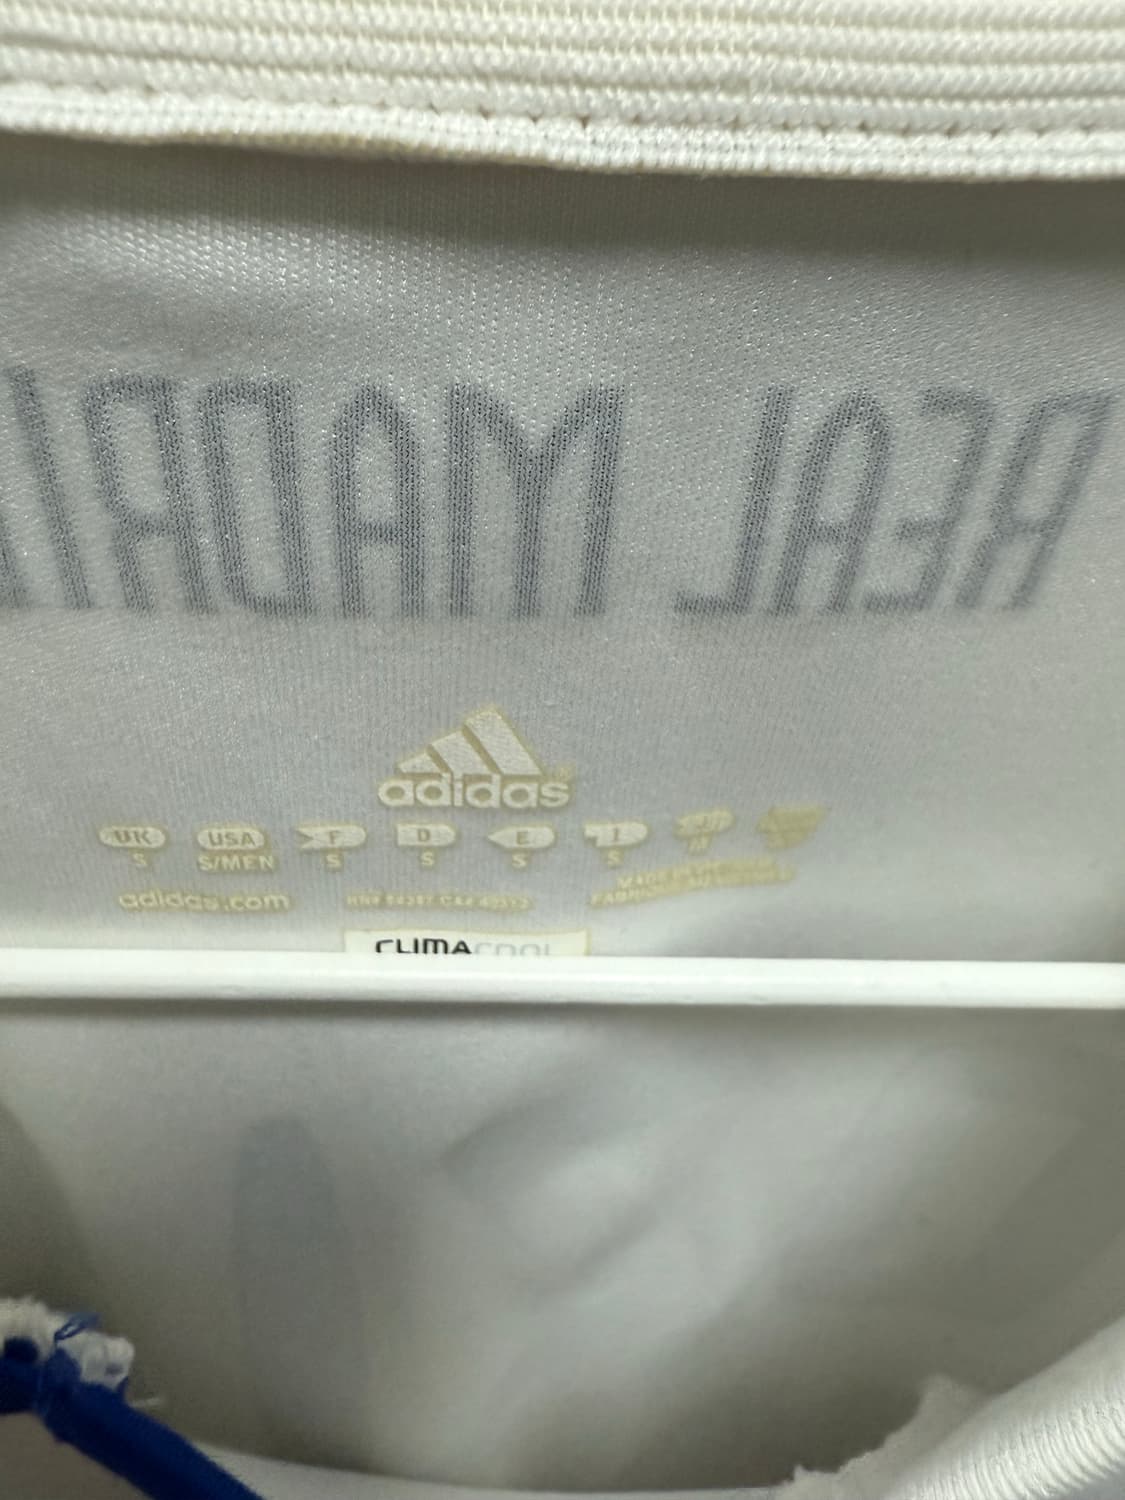 REAL MADRI
adidas
UK USA F D E I J
S S/MEN S S S S M
adidas.com
CLIMACOOL